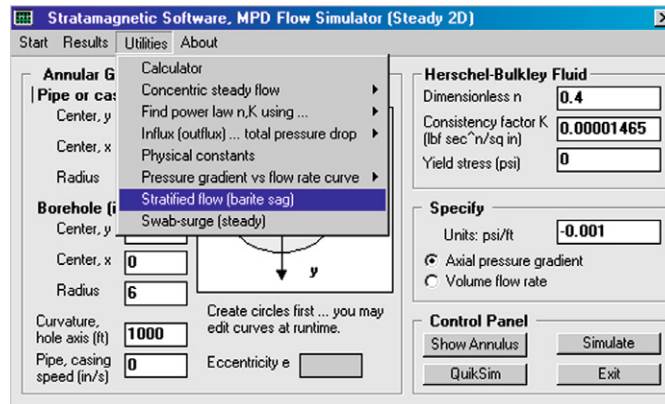 Stratamagnetic Software, MPD Flow Simulator (Steady 2D)
Start Results Utilities About
Annular G
Pipe or cas
Center, y
Center, x
Radius
Borehole (i
Center, y
Center, x 0
Radius 6
Curvature,
hole axis (ft) 1000
Pipe, casing
speed (in/s) 0
Calculator
Concentric steady flow
Find power law n,K using ...
Influx (outflux) ... total pressure drop
Physical constants
Pressure gradient vs flow rate curve
Stratified flow (barite sag)
Swab-surge (steady)
y
Create circles first ... you may
edit curves at runtime.
Eccentricity e
Herschel-Bulkley Fluid
Dimensionless n 0.4
Consistency factor K
(lbf sec^n/sq in) 0.00001465
Yield stress (psi) 0
Specify
Units: psi/ft -0.001
Axial pressure gradient
Volume flow rate
Control Panel
Show Annulus Simulate
QuikSim Exit